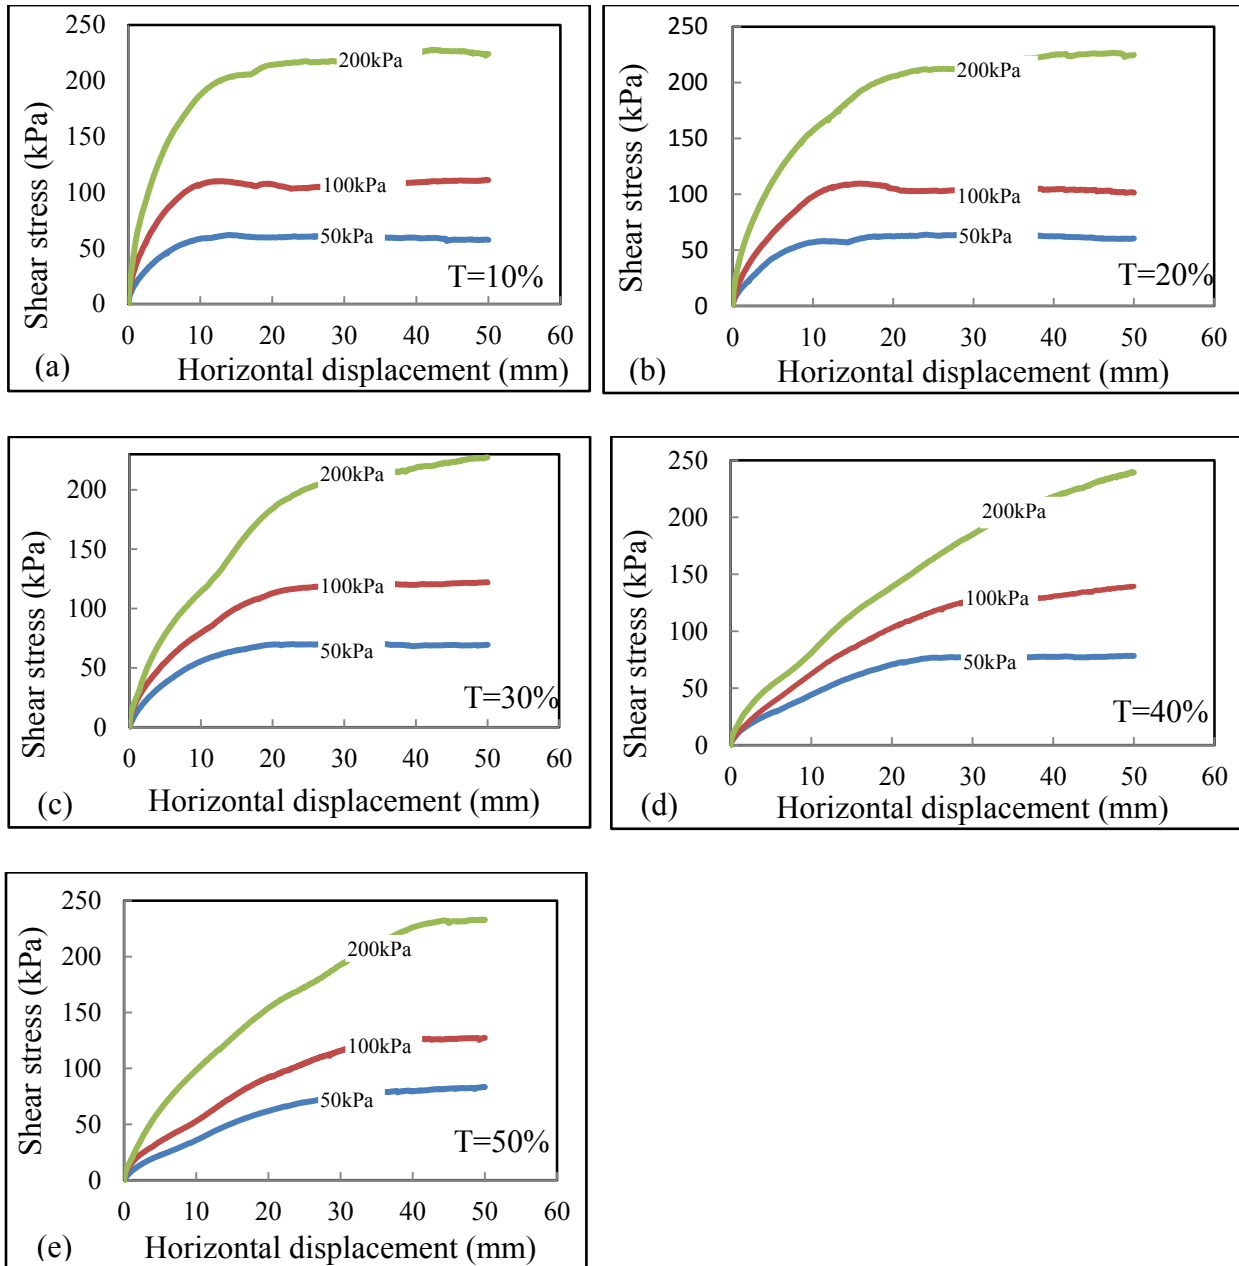 250
200
150
100
50
0
Shear stress (kPa)
200kPa
100kPa
50kPa
T=10%
0 10 20 30 40 50 60
(a) Horizontal displacement (mm)
250
200
150
100
50
0
Shear stress (kPa)
200kPa
100kPa
50kPa
T=20%
0 10 20 30 40 50 60
(b) Horizontal displacement (mm)
200
150
100
50
0
Shear stress (kPa)
200kPa
100kPa
50kPa
T=30%
0 10 20 30 40 50 60
(c) Horizontal displacement (mm)
250
200
150
100
50
0
Shear stress (kPa)
200kPa
100kPa
50kPa
T=40%
0 10 20 30 40 50 60
(d) Horizontal displacement (mm)
250
200
150
100
50
0
Shear stress (kPa)
200kPa
100kPa
50kPa
T=50%
0 10 20 30 40 50 60
(e) Horizontal displacement (mm)